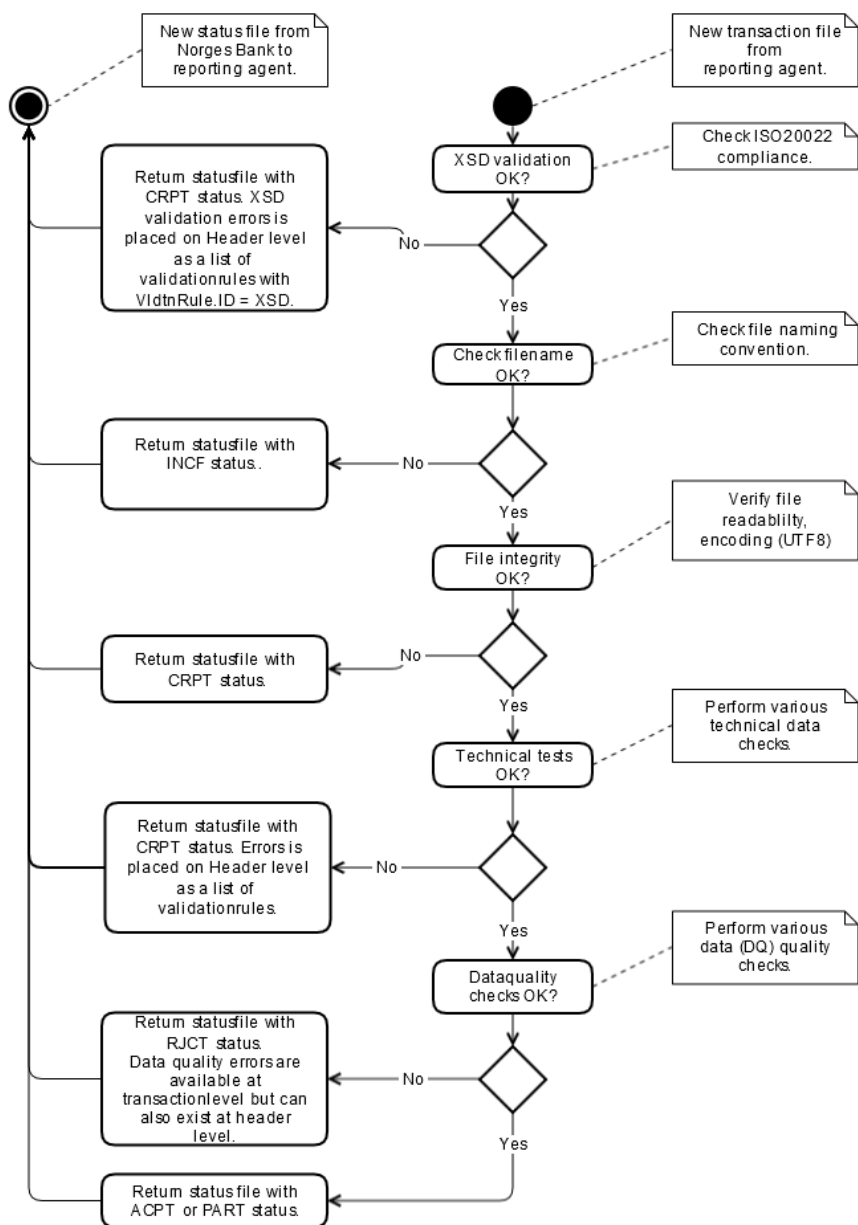 New status file from
Norges Bank to
reporting agent.
New transaction file
from
reporting agent.
Check ISO20022
compliance.
XSD validation
OK?
Return statusfile with
CRPT status. XSD
validation errors is
placed on Header level
as a list of
validationrules with
VldtnRule.ID = XSD.
No
Yes
Check file naming
convention.
Check filename
OK?
Return statusfile with
INCF status..
No
Yes
Verify file
readablilty,
encoding (UTF8)
File integrity
OK?
Return statusfile with
CRPT status.
No
Yes
Perform various
technical data
checks.
Technical tests
OK?
Return statusfile with
CRPT status. Errors is
placed on Header level
as a list of
validationrules.
No
Yes
Perform various
data (DQ) quality
checks.
Dataquality
checks OK?
Return statusfile with
RJCT status.
Data quality errors are
available at
transactionlevel but can
also exist at header
level.
No
Yes
Return statusfile with
ACPT or PART status.